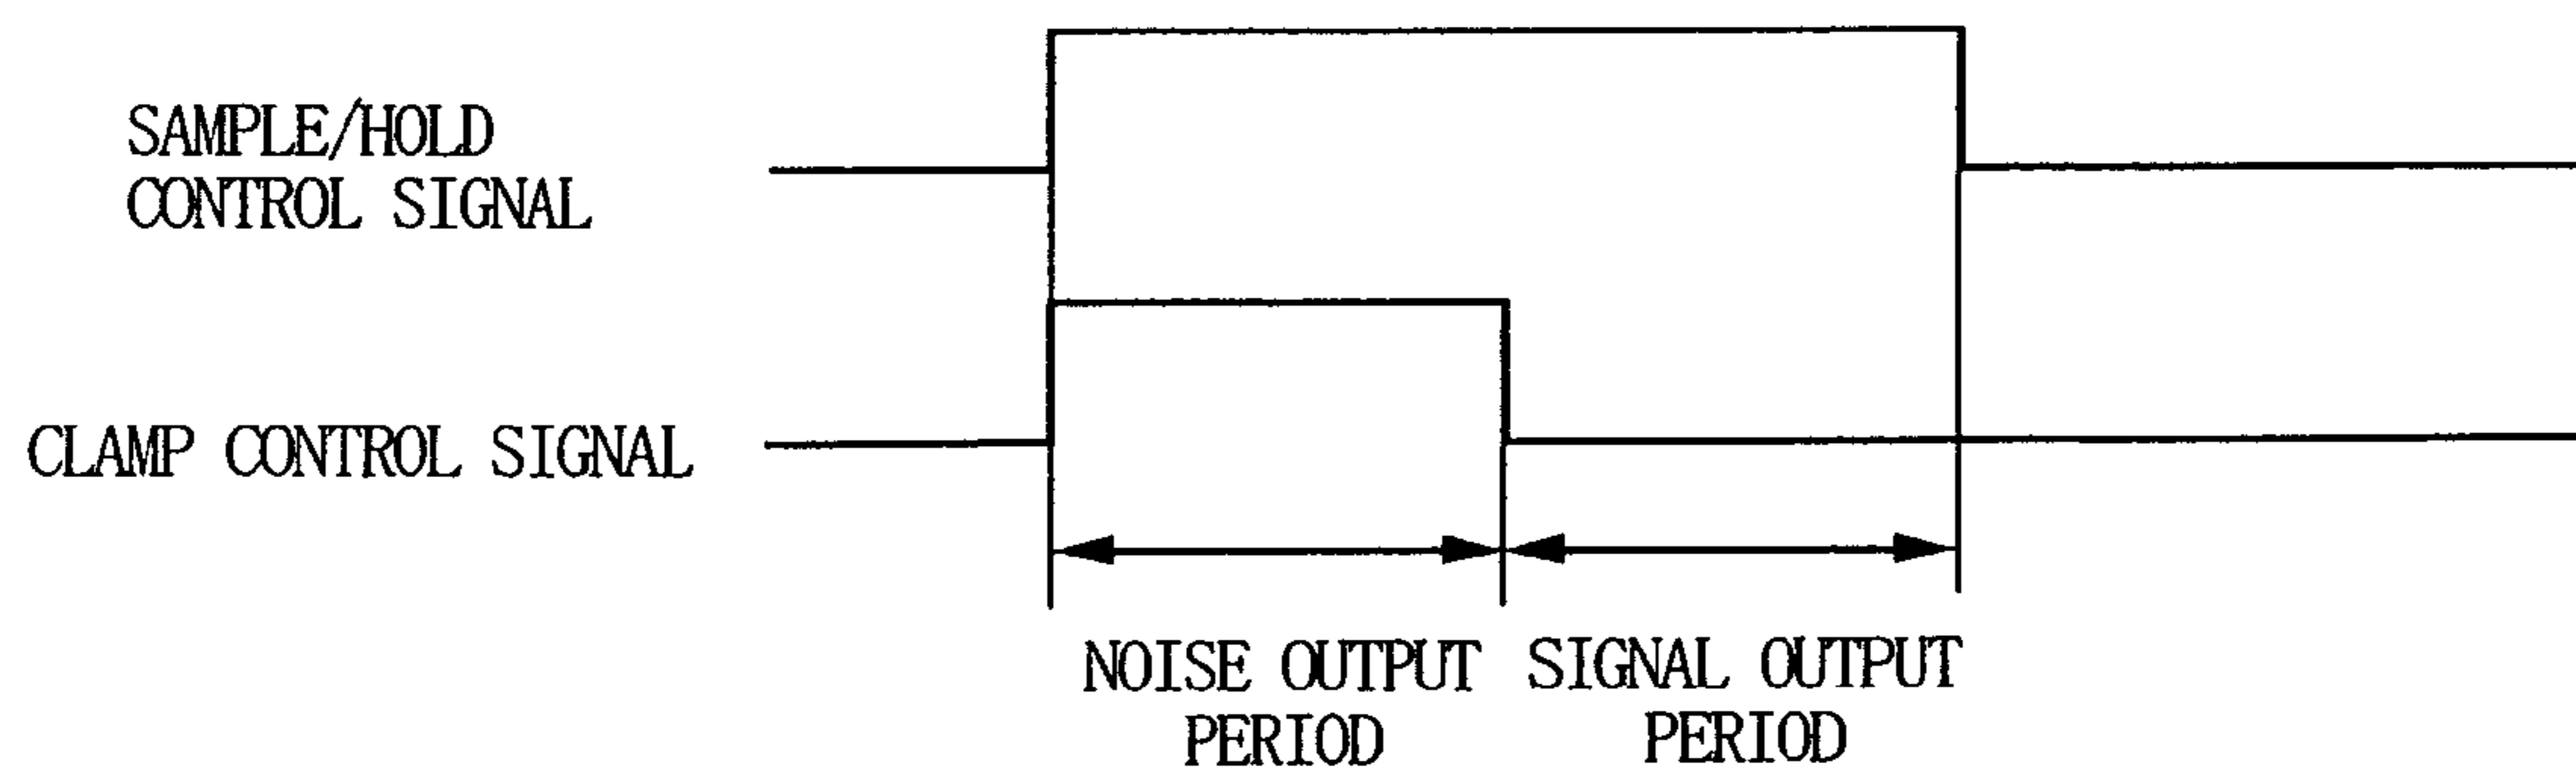 SAMPLE/HOLD
CONTROL SIGNAL
CLAMP CONTROL SIGNAL
NOISE OUTPUT
PERIOD
SIGNAL OUTPUT
PERIOD